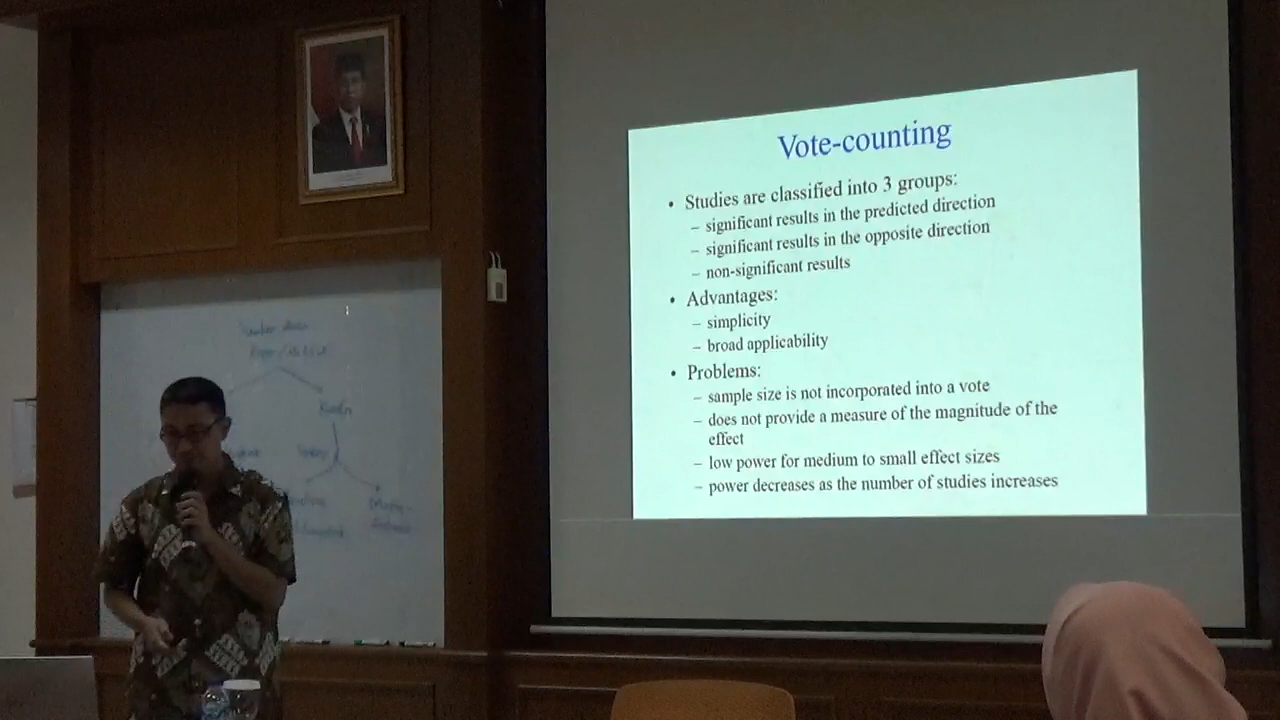 Vote-counting
• Studies are classified into 3 groups:
– significant results in the predicted direction
– significant results in the opposite direction
– non-significant results
• Advantages:
– simplicity
– broad applicability
• Problems:
– sample size is not incorporated into a vote
– does not provide a measure of the magnitude of the
effect
– low power for medium to small effect sizes
– power decreases as the number of studies increases